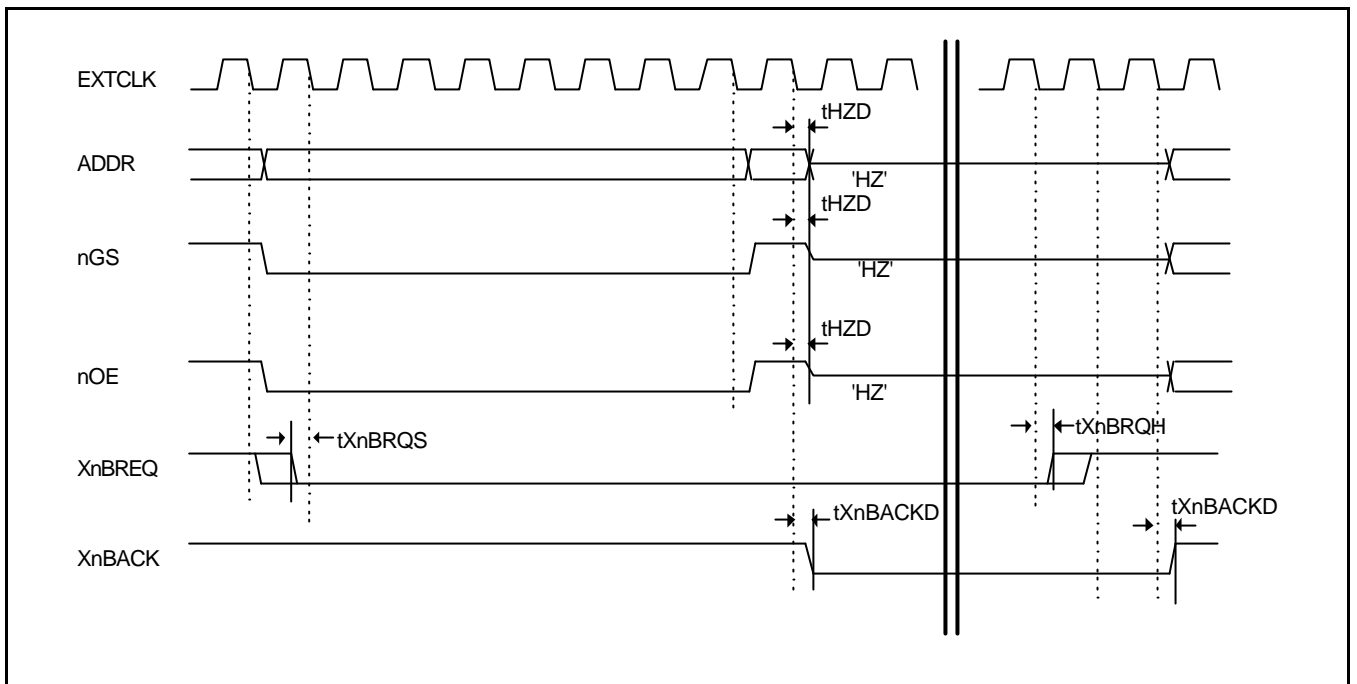 EXTCLK
tHZD
ADDR
'HZ'
tHZD
nGS
'HZ'
tHZD
nOE
'HZ'
tXnBRQS
tXnBRQH
XnBREQ
tXnBACKD
tXnBACKD
XnBACK